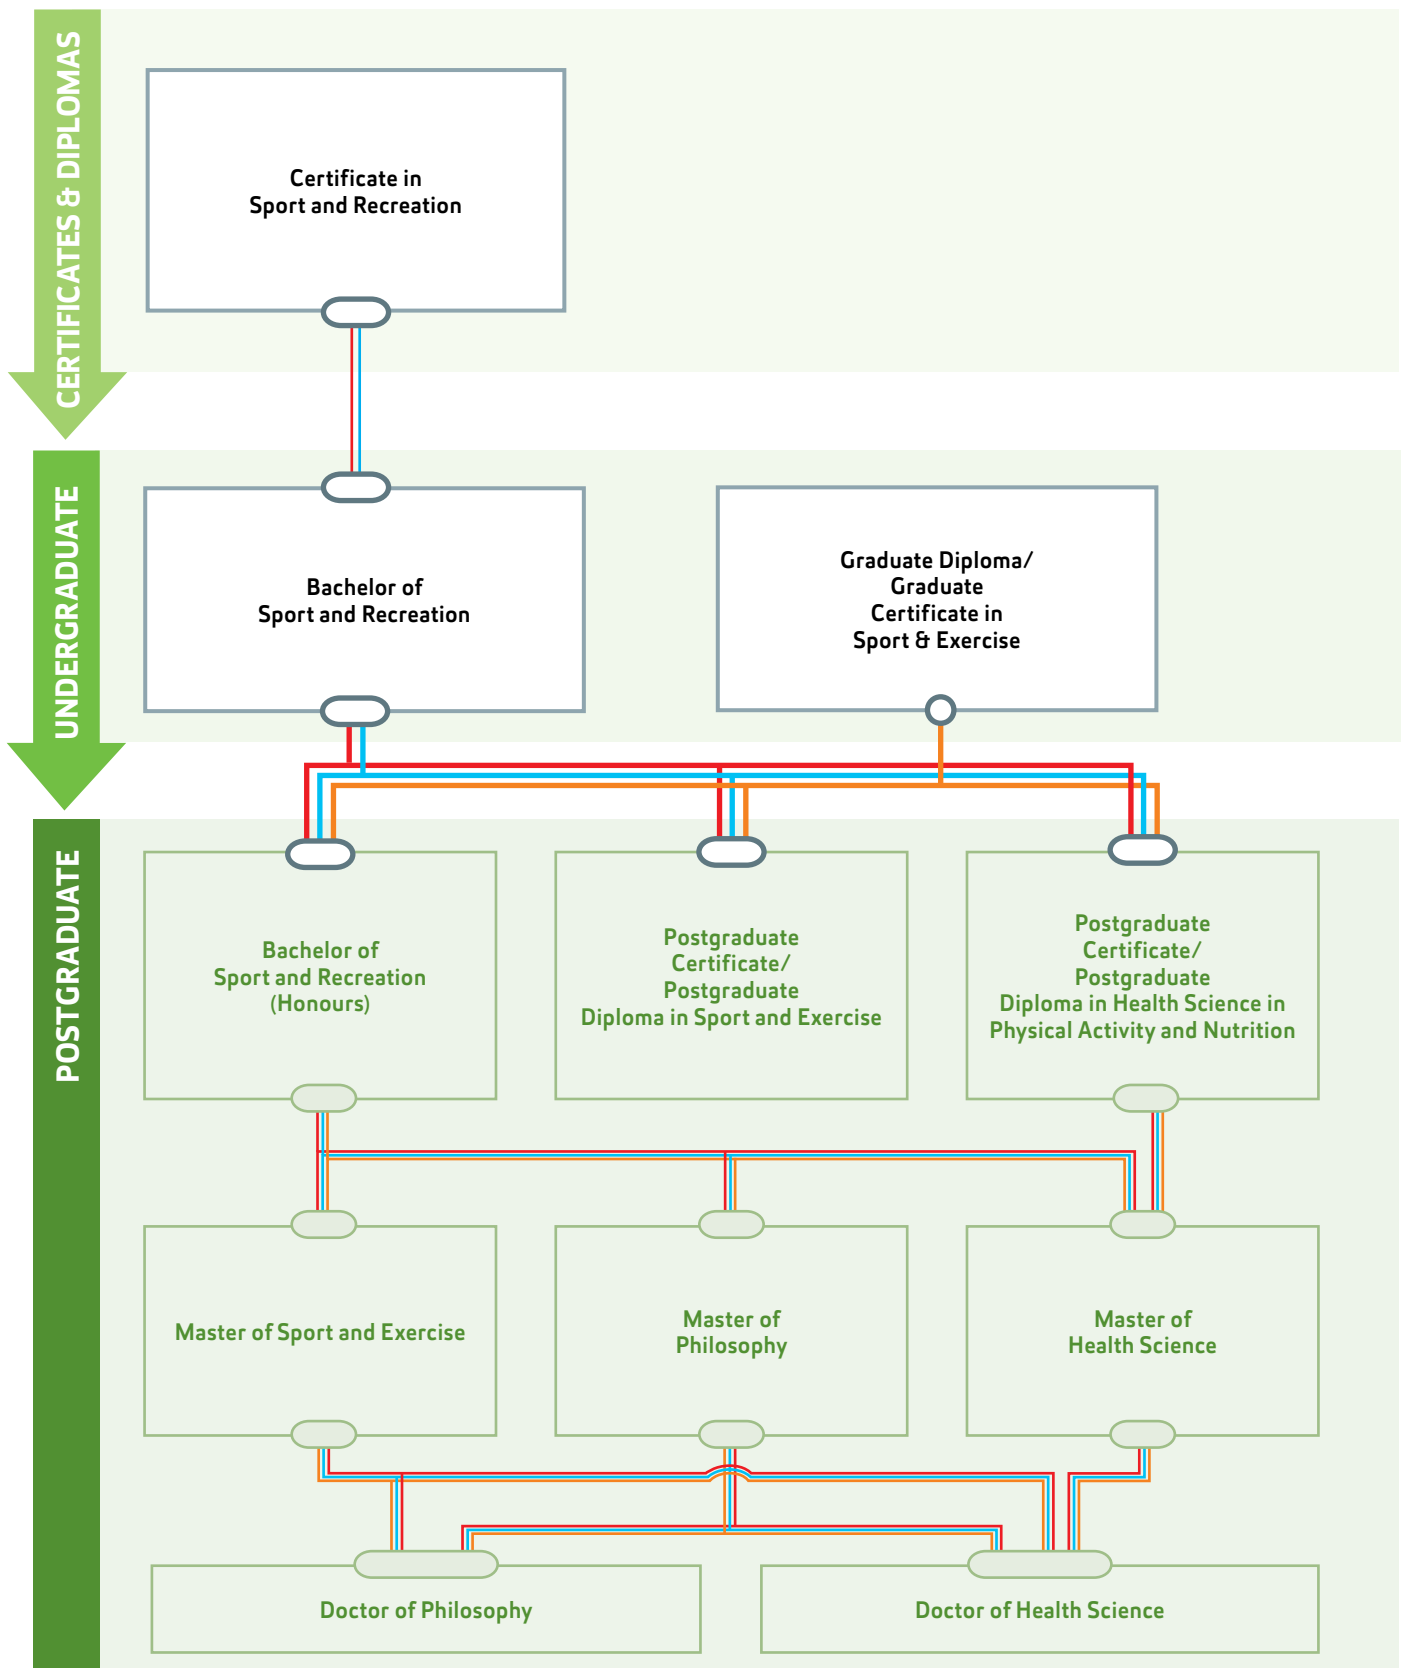 CERTIFICATES & DIPLOMAS
Certificate in
Sport and Recreation
UNDERGRADUATE
Bachelor of
Sport and Recreation
Graduate Diploma/
Graduate
Certificate in
Sport & Exercise
POSTGRADUATE
Bachelor of
Sport and Recreation
(Honours)
Postgraduate
Certificate/
Postgraduate
Diploma in Sport and Exercise
Postgraduate
Certificate/
Postgraduate
Diploma in Health Science in
Physical Activity and Nutrition
Master of Sport and Exercise
Master of
Philosophy
Master of
Health Science
Doctor of Philosophy
Doctor of Health Science